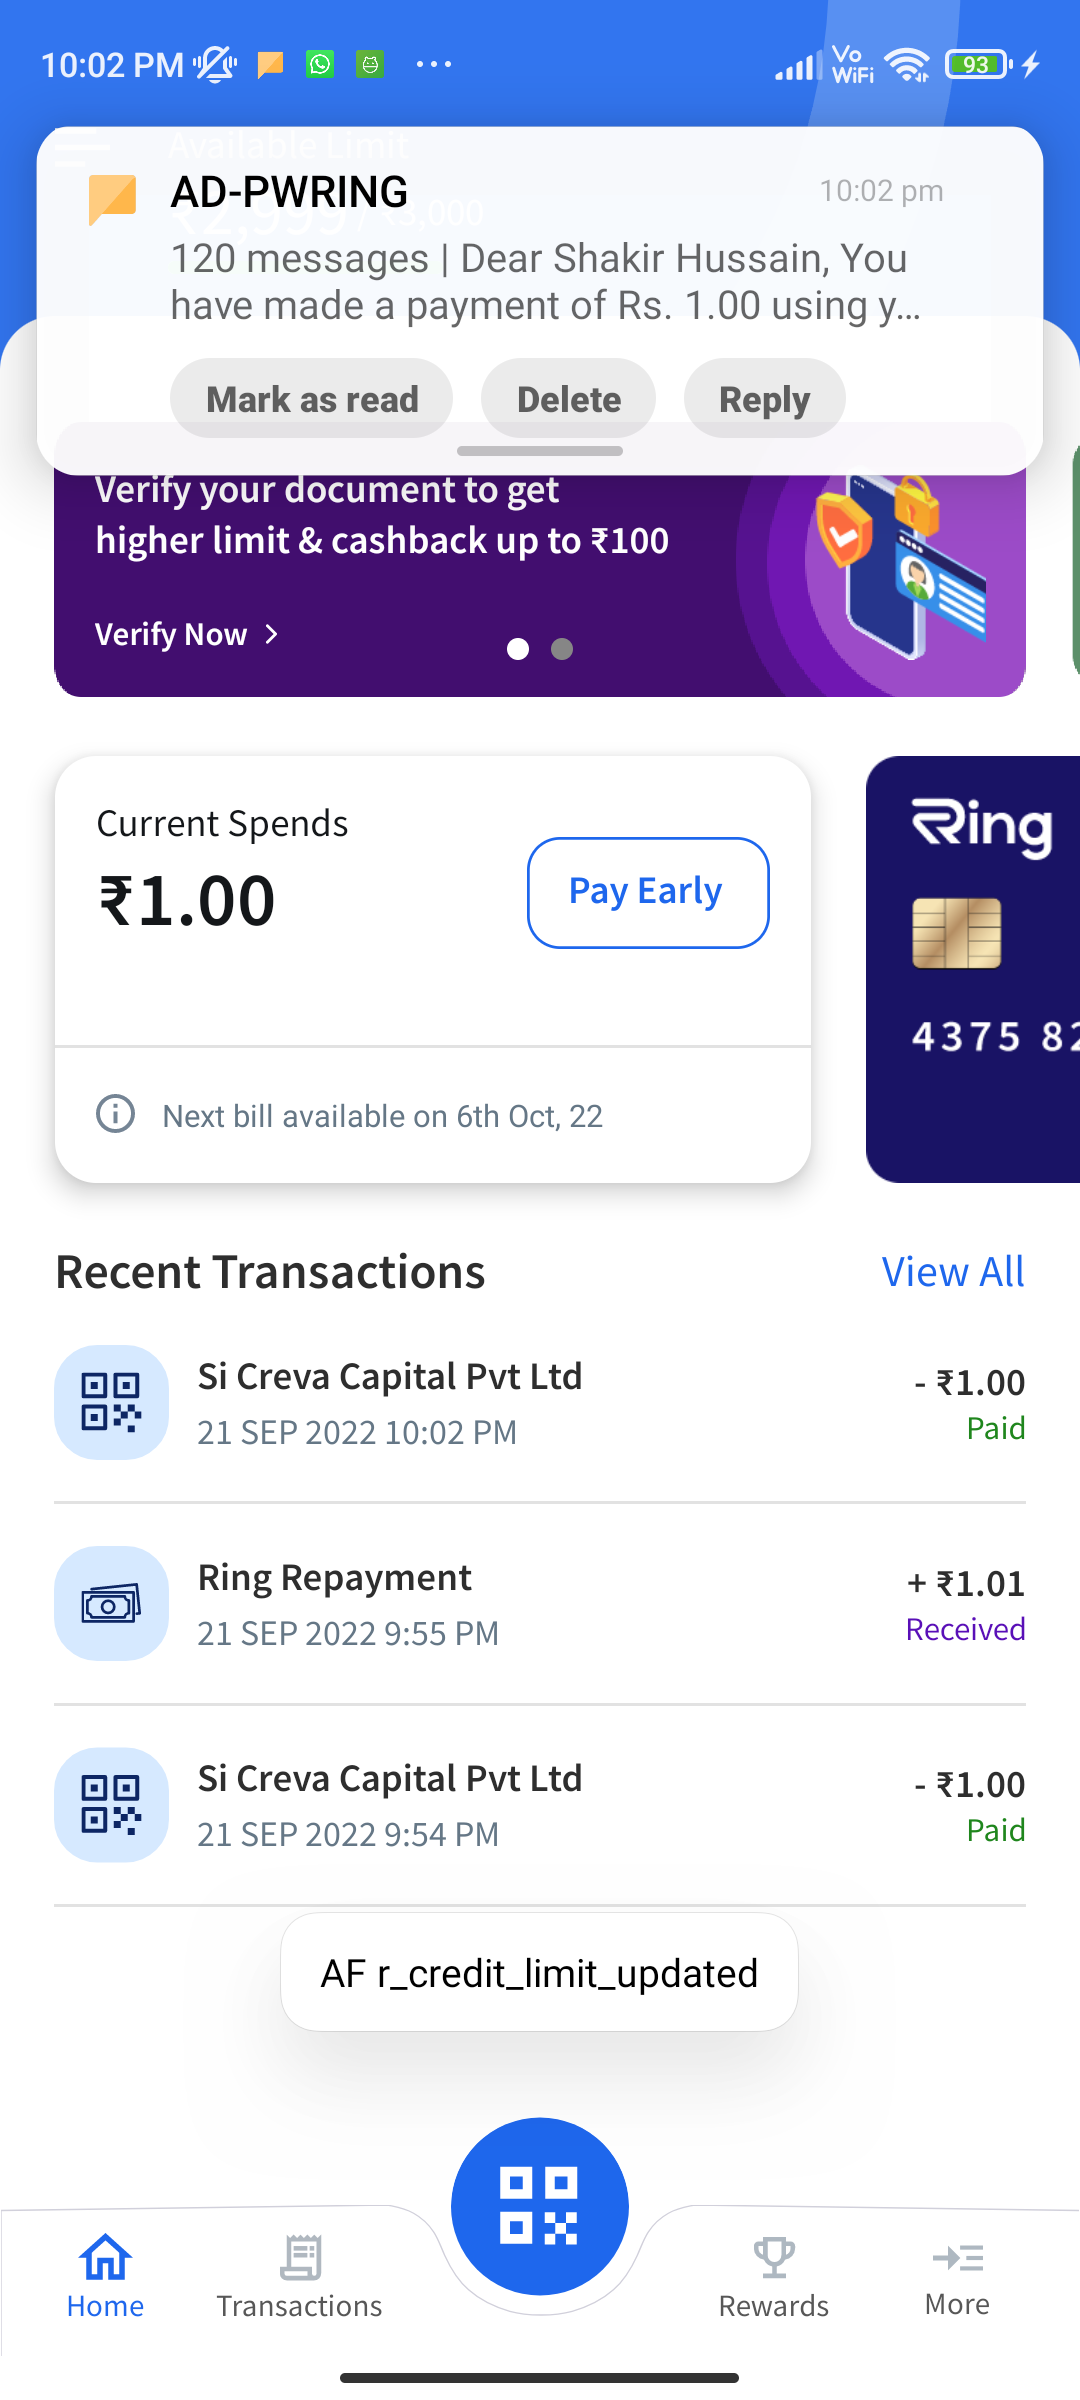 10:02 PM
Vo
WiFi
93
Available Limit
₹2,999 / ₹3,000
AD-PWRING
10:02 pm
120 messages | Dear Shakir Hussain, You
have made a payment of Rs. 1.00 using y...
Mark as read
Delete
Reply
Verify your document to get
higher limit & cashback up to ₹100
Verify Now
Current Spends
₹1.00
Pay Early
Next bill available on 6th Oct, 22
Ring
4375 82
Recent Transactions
View All
Si Creva Capital Pvt Ltd
- ₹1.00
21 SEP 2022 10:02 PM
Paid
Ring Repayment
+ ₹1.01
21 SEP 2022 9:55 PM
Received
Si Creva Capital Pvt Ltd
- ₹1.00
21 SEP 2022 9:54 PM
Paid
AF r_credit_limit_updated
Home
Transactions
Rewards
More